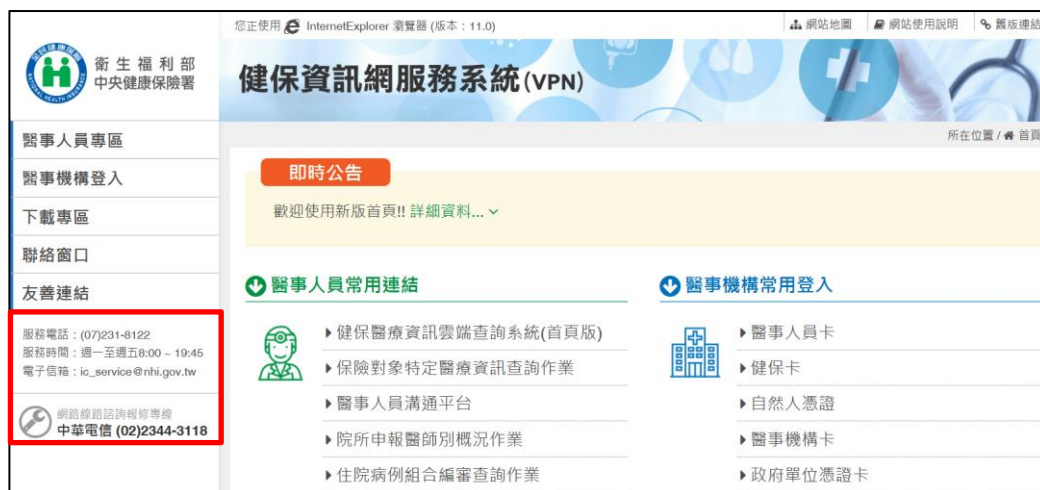 您正使用 InternetExplorer 瀏覽器 (版本：11.0)
網站地圖
網站使用說明
舊版連結
衛生福利部
中央健康保險署
健保資訊網服務系統(VPN)
所在位置 / 首頁
醫事人員專區
醫事機構登入
下載專區
聯絡窗口
友善連結
服務電話：(07)231-8122
服務時間：週一至週五8:00 – 19:45
電子信箱：ic_service@nhi.gov.tw
網路線路諮詢報修專線
中華電信 (02)2344-3118
即時公告
歡迎使用新版首頁!! 詳細資料...
醫事人員常用連結
健保醫療資訊雲端查詢系統(首頁版)
保險對象特定醫療資訊查詢作業
醫事人員溝通平台
院所申報醫師別概況作業
住院病例組合編審查詢作業
醫事機構常用登入
醫事人員卡
健保卡
自然人憑證
醫事機構卡
政府單位憑證卡